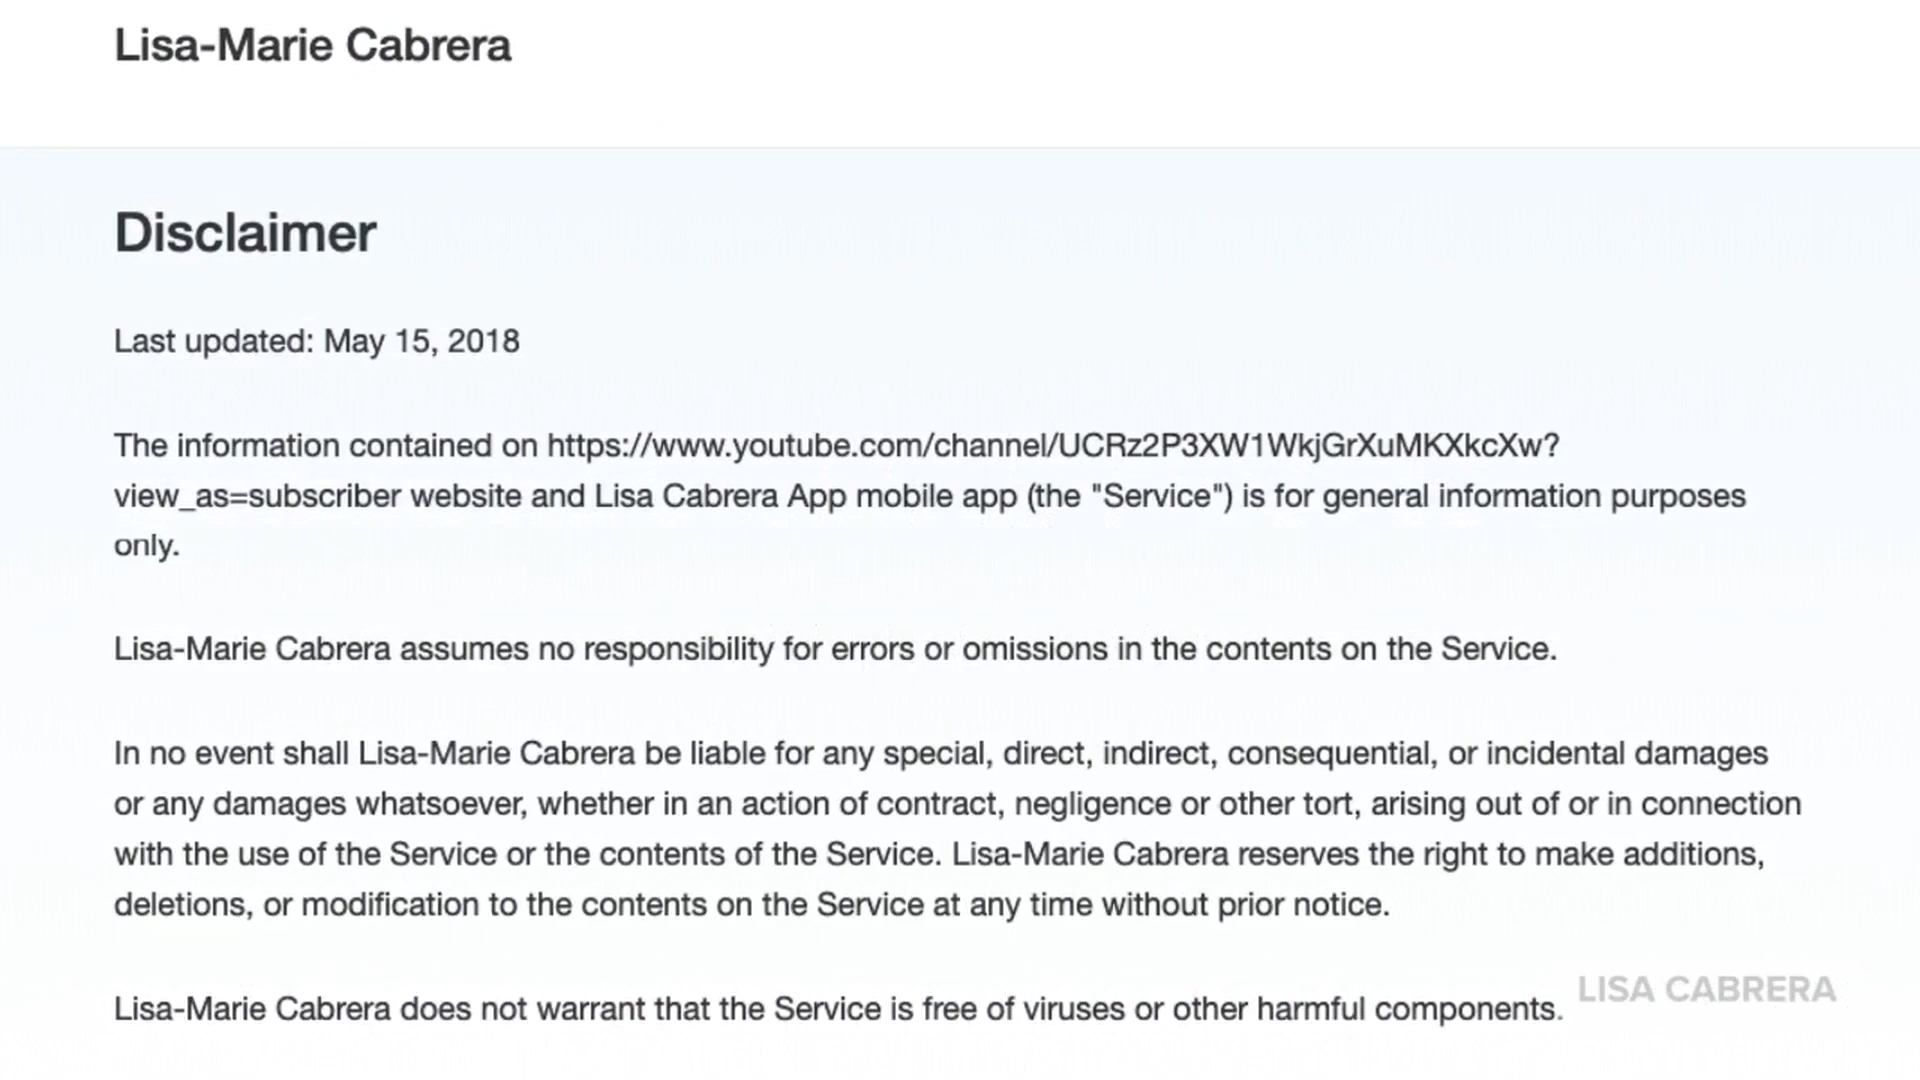 Lisa-Marie Cabrera
Disclaimer
Last updated: May 15, 2018
The information contained on https://www.youtube.com/channel/UCRz2P3XW1WkjGrXuMKXkcXw?
view_as=subscriber website and Lisa Cabrera App mobile app (the "Service") is for general information purposes
only.
Lisa-Marie Cabrera assumes no responsibility for errors or omissions in the contents on the Service.
In no event shall Lisa-Marie Cabrera be liable for any special, direct, indirect, consequential, or incidental damages
or any damages whatsoever, whether in an action of contract, negligence or other tort, arising out of or in connection
with the use of the Service or the contents of the Service. Lisa-Marie Cabrera reserves the right to make additions,
deletions, or modification to the contents on the Service at any time without prior notice.
Lisa-Marie Cabrera does not warrant that the Service is free of viruses or other harmful components.
LISA CABRERA